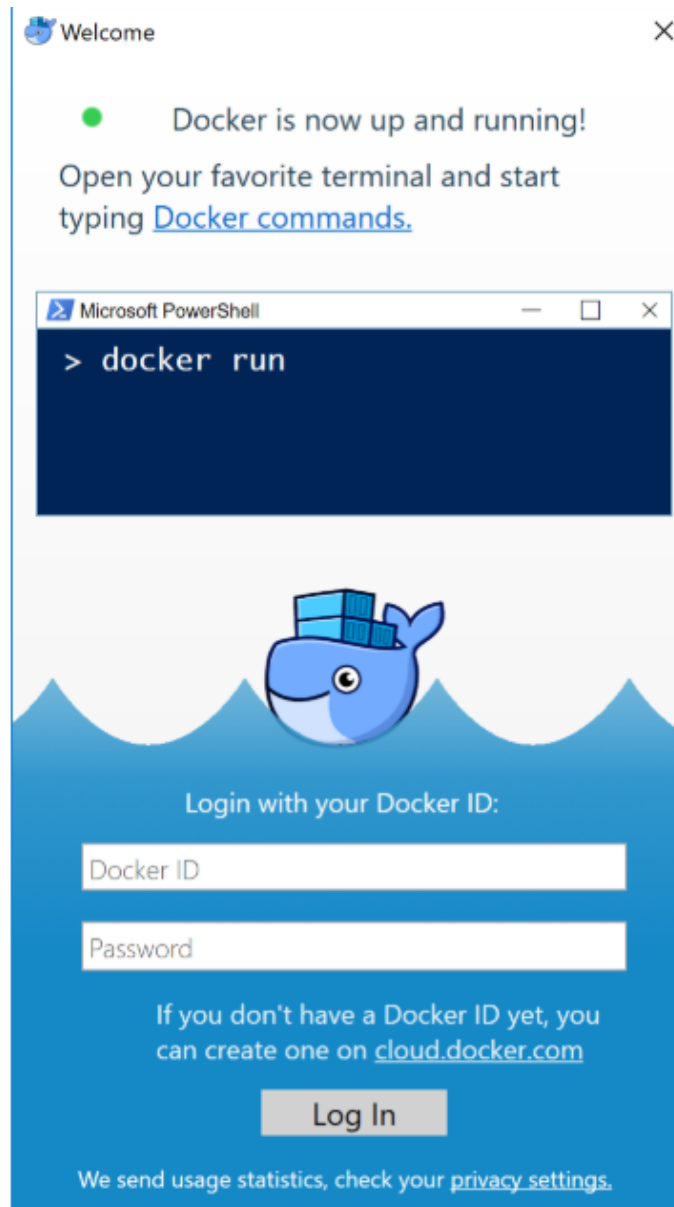 Welcome
Docker is now up and running!
Open your favorite terminal and start
typing Docker commands.
Microsoft PowerShell
> docker run
Login with your Docker ID:
Docker ID
Password
If you don't have a Docker ID yet, you
can create one on cloud.docker.com
Log In
We send usage statistics, check your privacy settings.